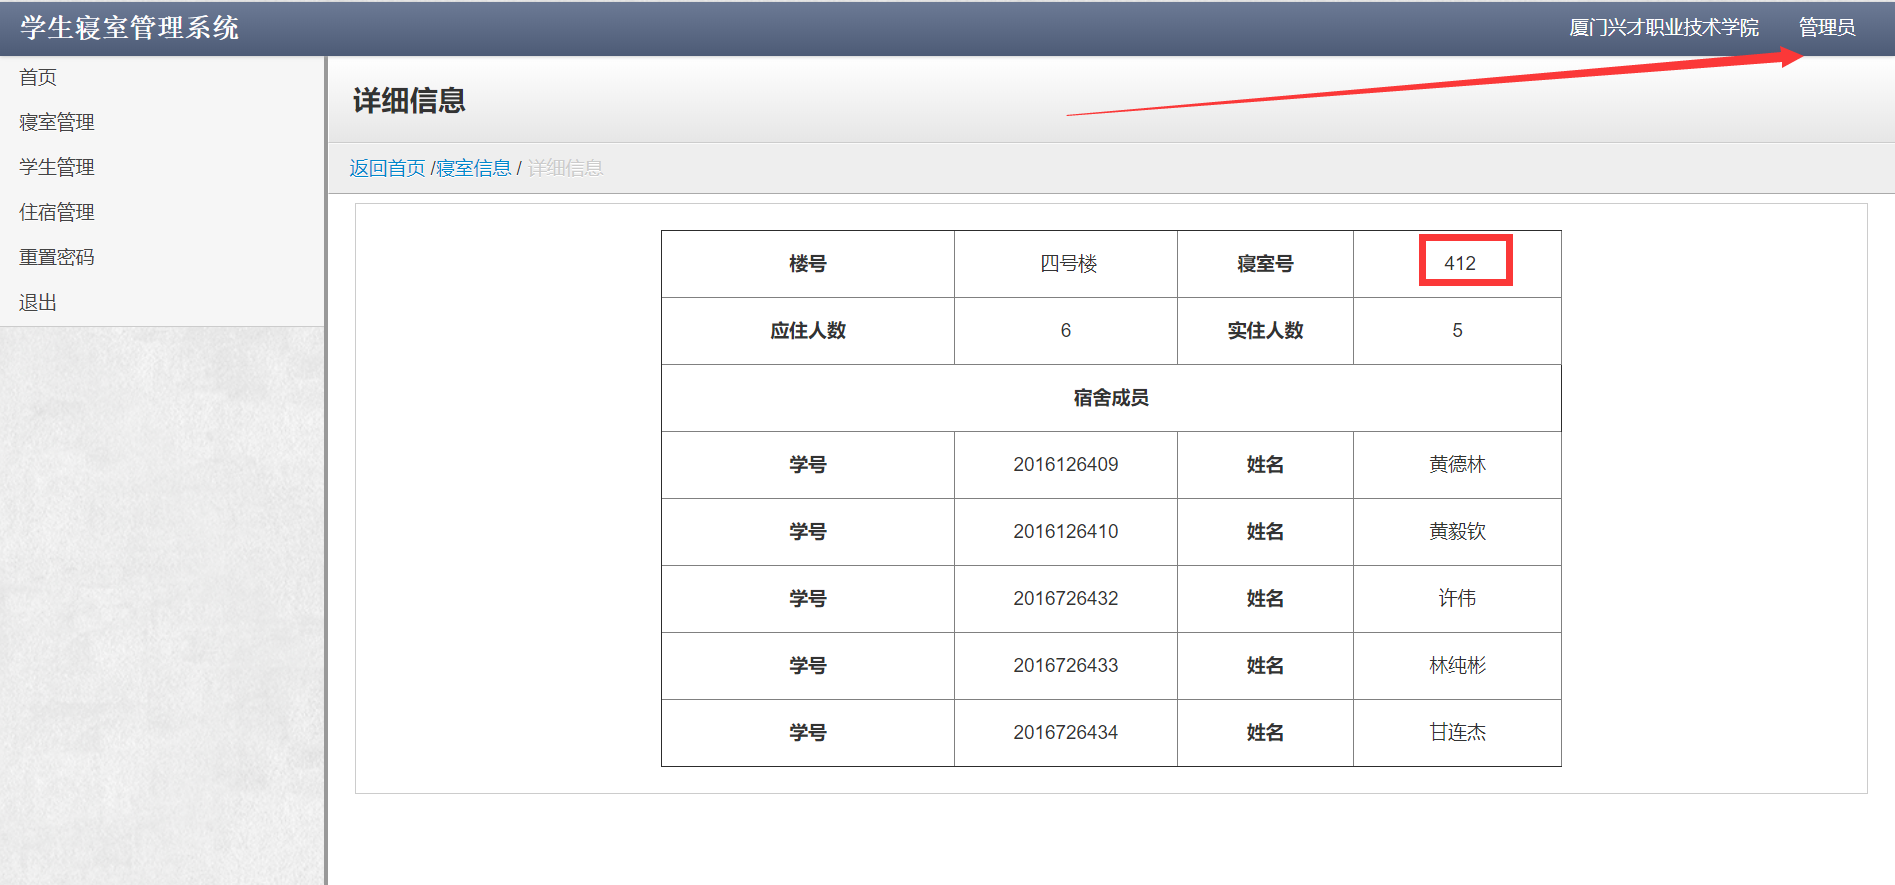 学生寝室管理系统
厦门兴才职业技术学院 管理员
首页
寝室管理
学生管理
住宿管理
重置密码
退出
详细信息
返回首页 /寝室信息 / 详细信息
楼号 四号楼 寝室号 412
应住人数 6 实住人数 5
宿舍成员
学号 2016126409 姓名 黄德林
学号 2016126410 姓名 黄毅钦
学号 2016726432 姓名 许伟
学号 2016726433 姓名 林纯彬
学号 2016726434 姓名 甘连杰